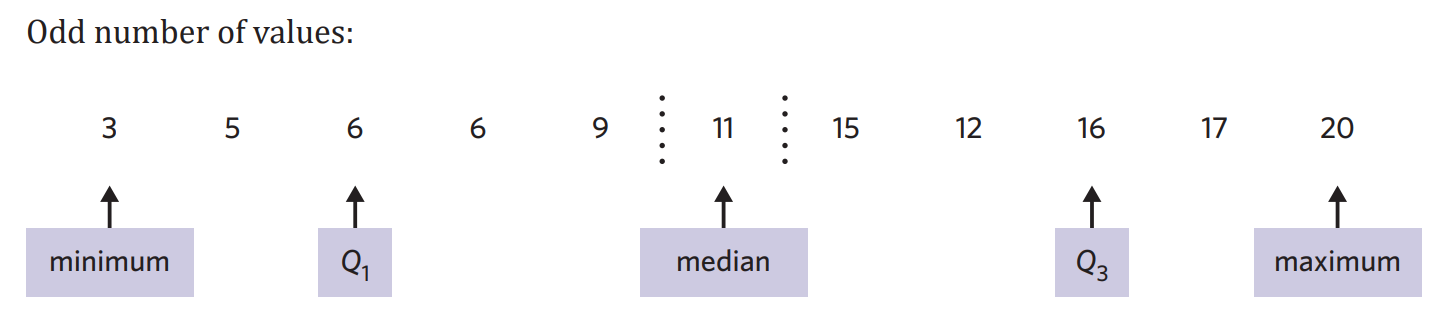 Odd number of values:
3 5 6 6 9 11 15 12 16 17 20
minimum Q₁ median Q₃ maximum